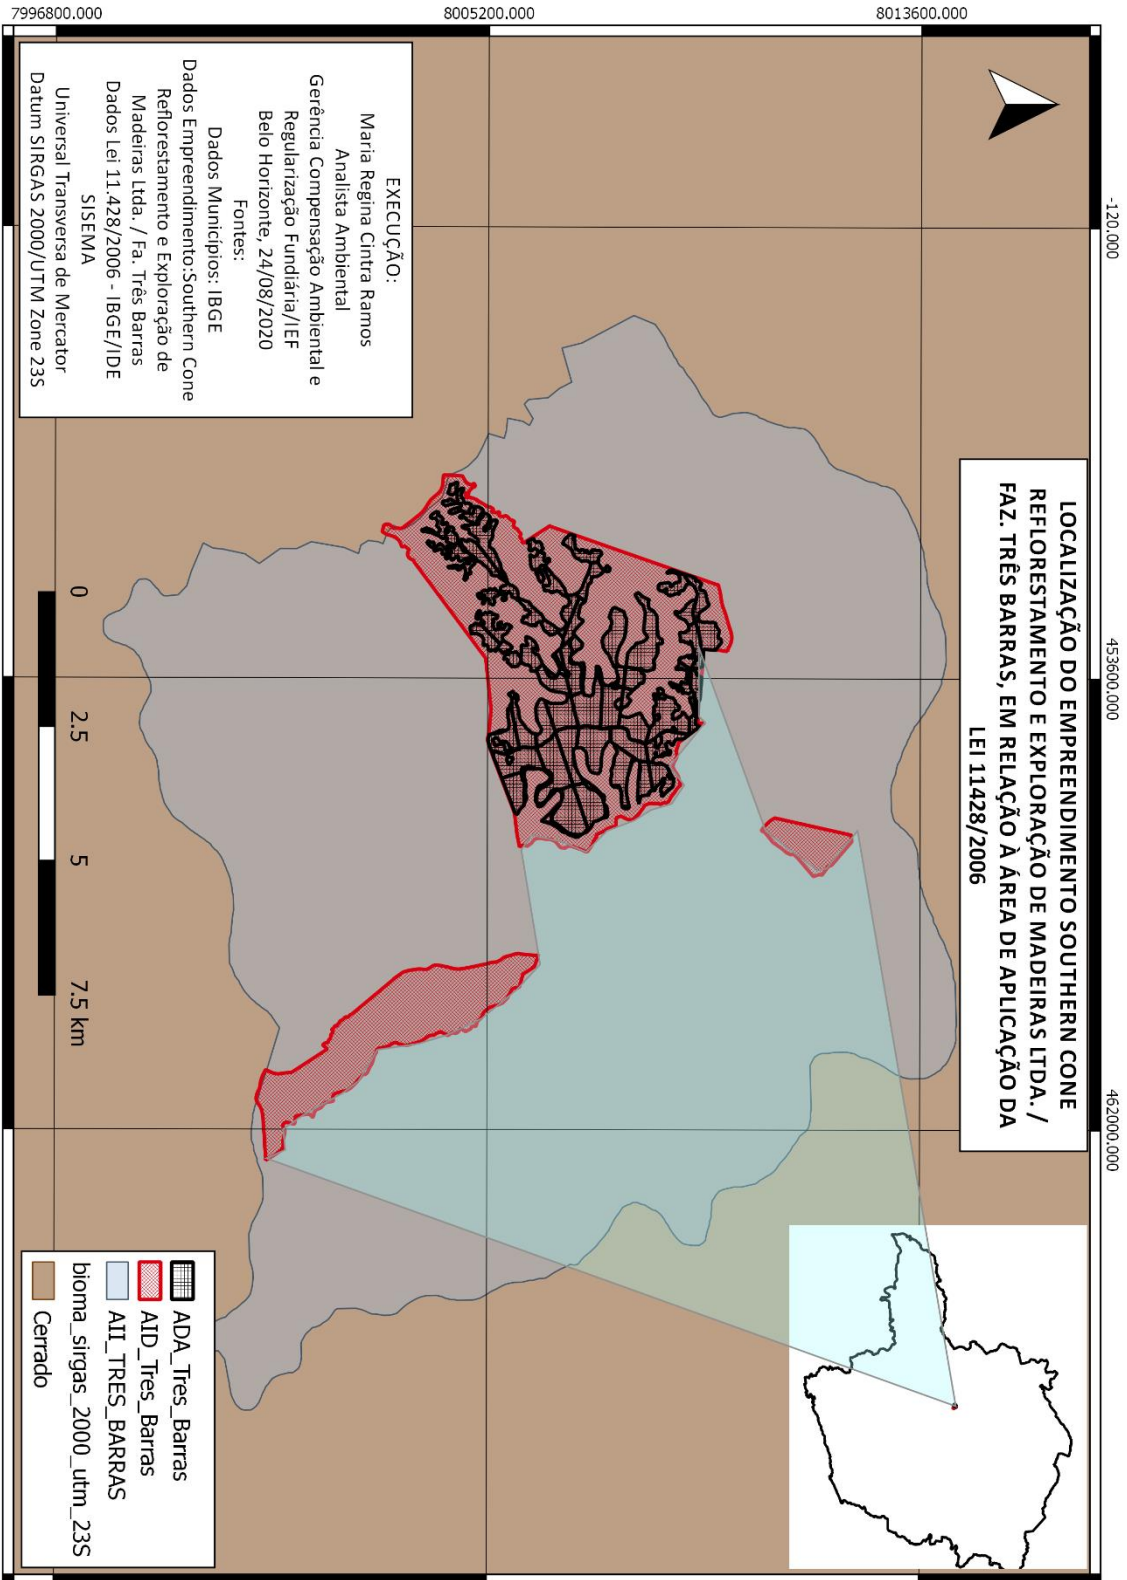 LOCALIZAÇÃO DO EMPREENDIMENTO SOUTHERN CONE
REFLORESTAMENTO E EXPLORAÇÃO DE MADEIRAS LTDA. /
FAZ. TRÊS BARRAS, EM RELAÇÃO À ÁREA DE APLICAÇÃO DA
LEI 11428/2006
-120.000
453600.000
462000.000
8013600.000
8005200.000
7996800.000
EXECUÇÃO:
Maria Regina Cintra Ramos
Analista Ambiental
Gerência Compensação Ambiental e
Regularização Fundiária/IEF
Belo Horizonte, 24/08/2020
Fontes:
Dados Municípios: IBGE
Dados Empreendimento:Southern Cone
Reflorestamento e Exploração de
Madeiras Ltda. / Fa. Três Barras
Dados Lei 11.428/2006 - IBGE/IDE
SISEMA
Universal Transversa de Mercator
Datum SIRGAS 2000/UTM Zone 23S
0 2.5 5 7.5 km
ADA_Tres_Barras
AID_Tres_Barras
AII_TRES_BARRAS
bioma_sirgas_2000_utm_23S
Cerrado